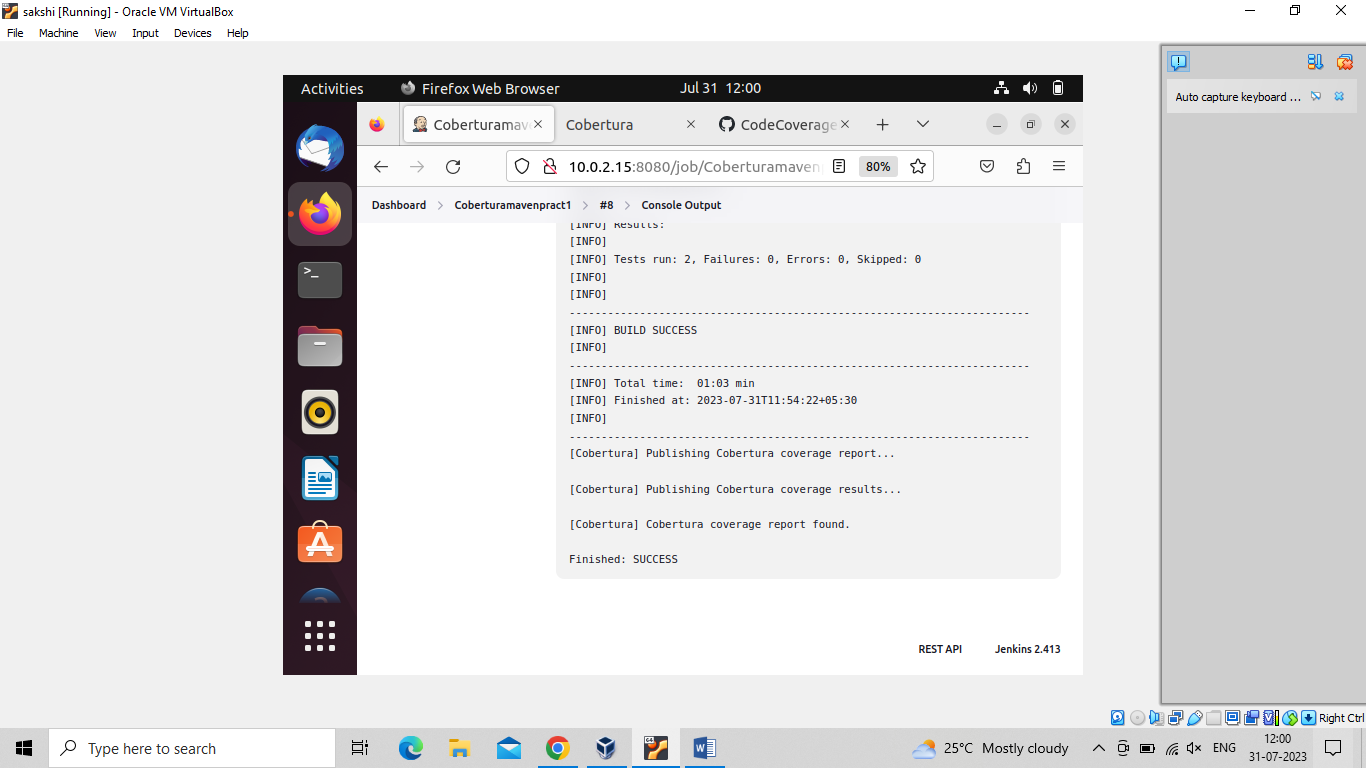 sakshi [Running] - Oracle VM VirtualBox
File Machine View Input Devices Help
Auto capture keyboard ...
Activities Firefox Web Browser Jul 31 12:00
Coberturamave Cobertura CodeCoverage
10.0.2.15:8080/job/Coberturamavenp 80%
Dashboard Coberturamavenpract1 #8 Console Output
[INFO] Results:
[INFO]
[INFO] Tests run: 2, Failures: 0, Errors: 0, Skipped: 0
[INFO]
[INFO]
------------------------------------------------------------------------
[INFO] BUILD SUCCESS
[INFO]
------------------------------------------------------------------------
[INFO] Total time:  01:03 min
[INFO] Finished at: 2023-07-31T11:54:22+05:30
[INFO]
------------------------------------------------------------------------
[Cobertura] Publishing Cobertura coverage report...
[Cobertura] Publishing Cobertura coverage results...
[Cobertura] Cobertura coverage report found.
Finished: SUCCESS
REST API Jenkins 2.413
Right Ctrl
Type here to search
25°C Mostly cloudy
ENG
12:00
31-07-2023